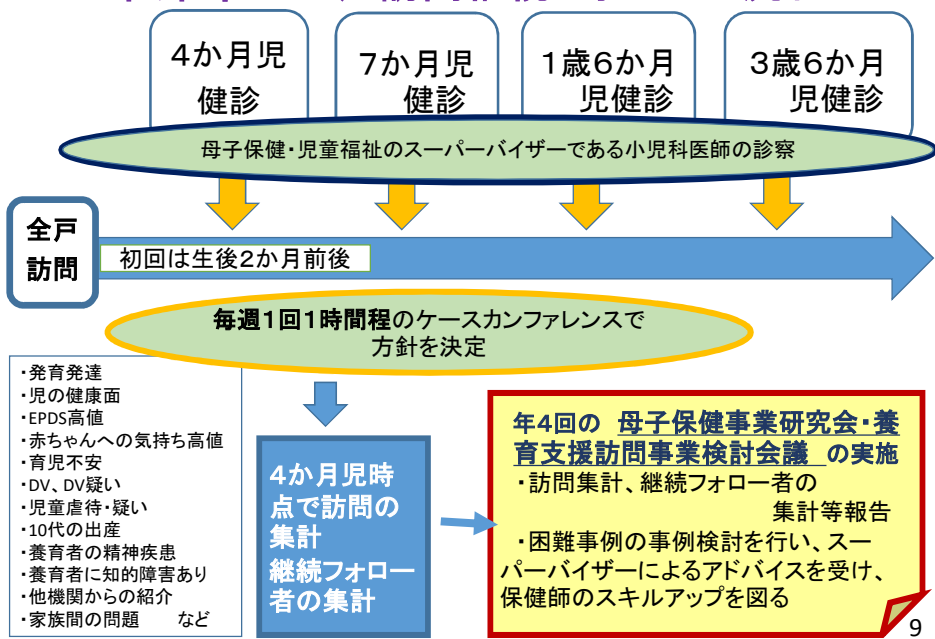 4か月児
健診
7か月児
健診
1歳6か月
児健診
3歳6か月
児健診
母子保健・児童福祉のスーパーバイザーである小児科医師の診察
全戸
訪問
初回は生後2か月前後
毎週1回1時間程のケースカンファレンスで
方針を決定
・発育発達
・児の健康面
・EPDS高値
・赤ちゃんへの気持ち高値
・育児不安
・DV、DV疑い
・児童虐待・疑い
・10代の出産
・養育者の精神疾患
・養育者に知的障害あり
・他機関からの紹介
・家族間の問題　　など
4か月児時
点で訪問の
集計
継続フォロー
者の集計
年4回の 母子保健事業研究会・養
育支援訪問事業検討会議 の実施
・訪問集計、継続フォロー者の
集計等報告
・困難事例の事例検討を行い、スー
パーバイザーによるアドバイスを受け、
保健師のスキルアップを図る
9